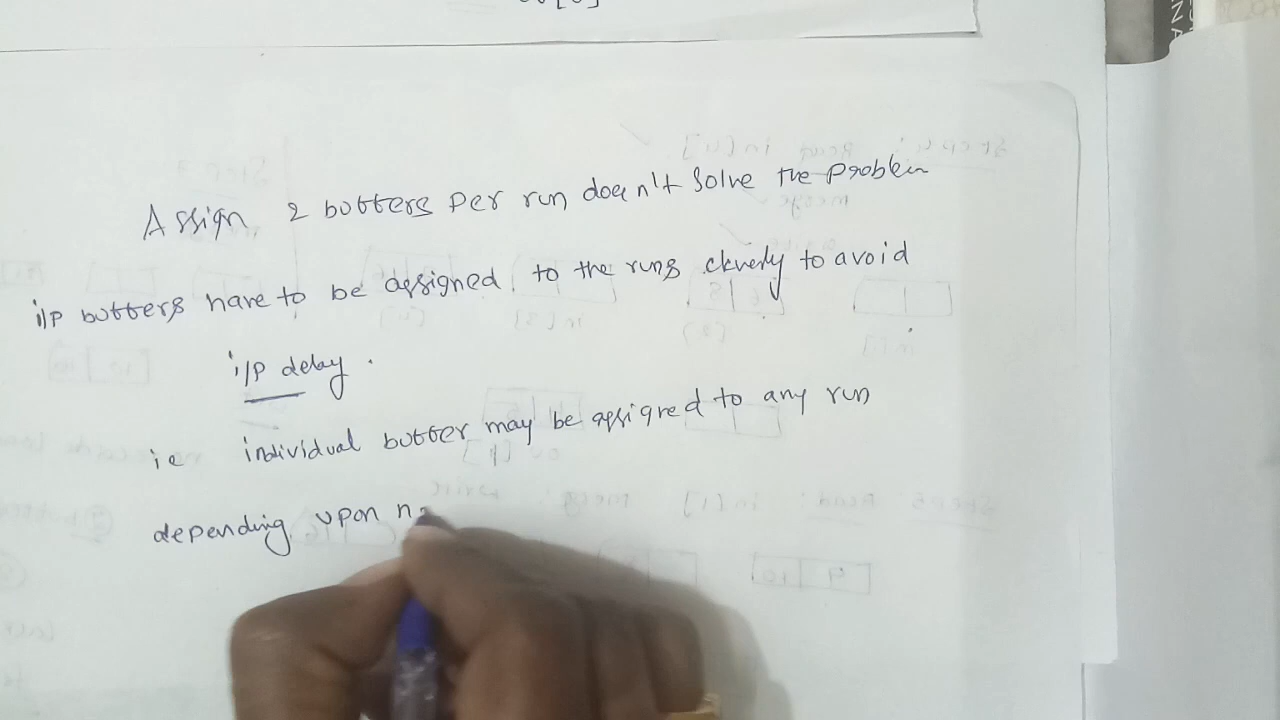 Assign 2 buffers per run doesn't solve the problem
i/p buffers have to be assigned to the runs cleverly to avoid
i/p delay.
ie individual buffer may be assigned to any run
depending upon